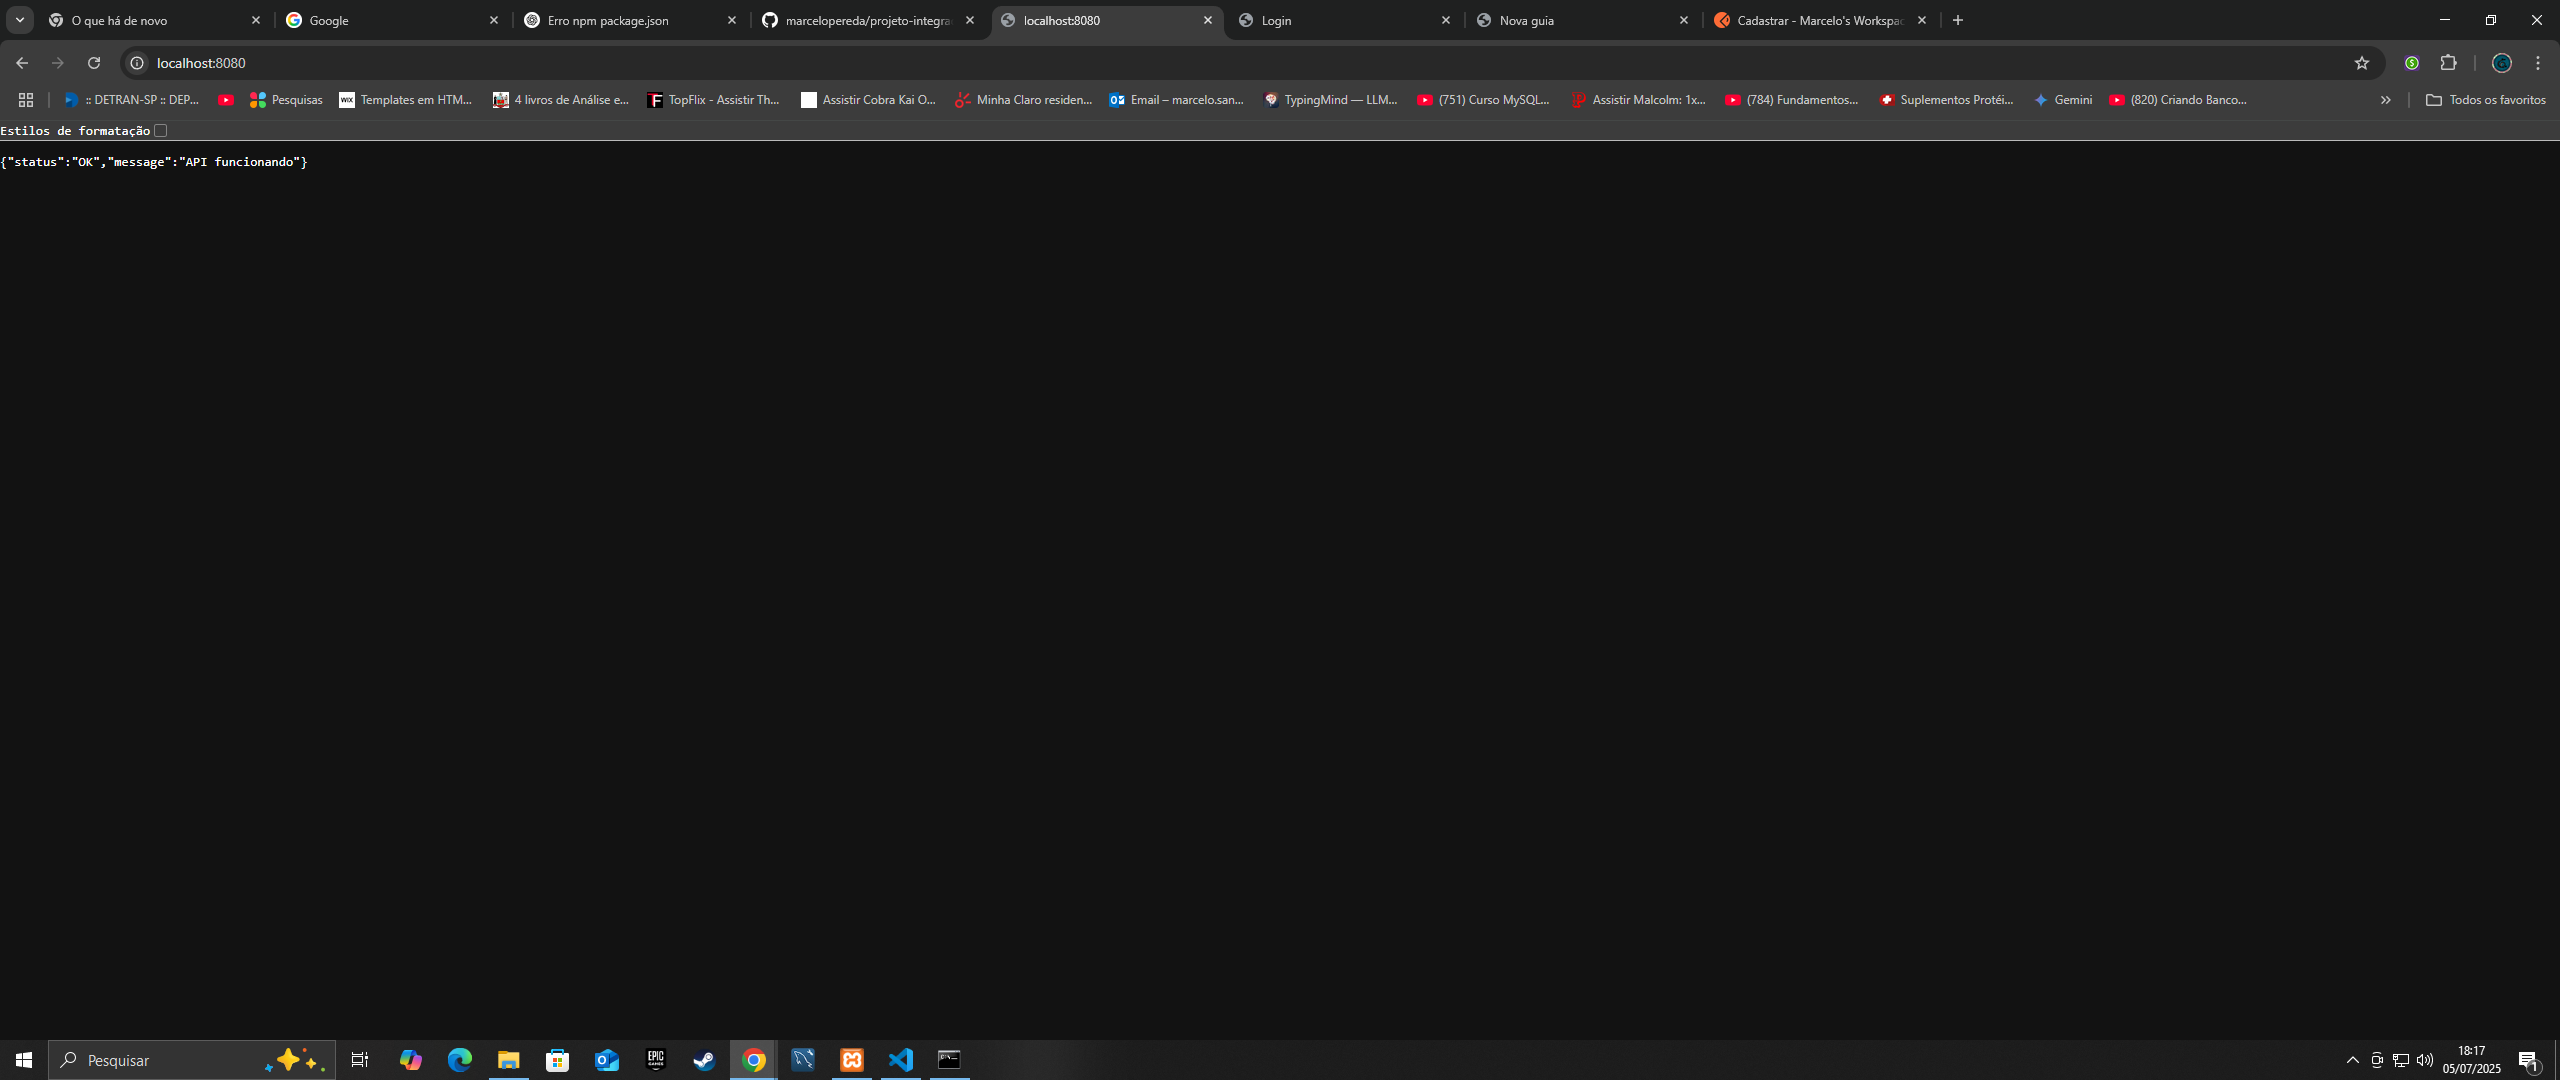 O que há de novo
Google
Erro npm package.json
marcelopereda/projeto-integra
localhost:8080
Login
Nova guia
Cadastrar - Marcelo's Workspac
localhost:8080
:: DETRAN-SP :: DEP...
Pesquisas
WIX
Templates em HTM...
4 livros de Análise e...
TopFlix - Assistir Th...
Assistir Cobra Kai O...
Minha Claro residen...
Email – marcelo.san...
TypingMind — LLM...
(751) Curso MySQL...
Assistir Malcolm: 1x...
(784) Fundamentos...
Suplementos Protéi...
Gemini
(820) Criando Banco...
Todos os favoritos
Estilos de formatação
{"status":"OK","message":"API funcionando"}
Pesquisar
EPIC
GAMES
18:17
05/07/2025
1